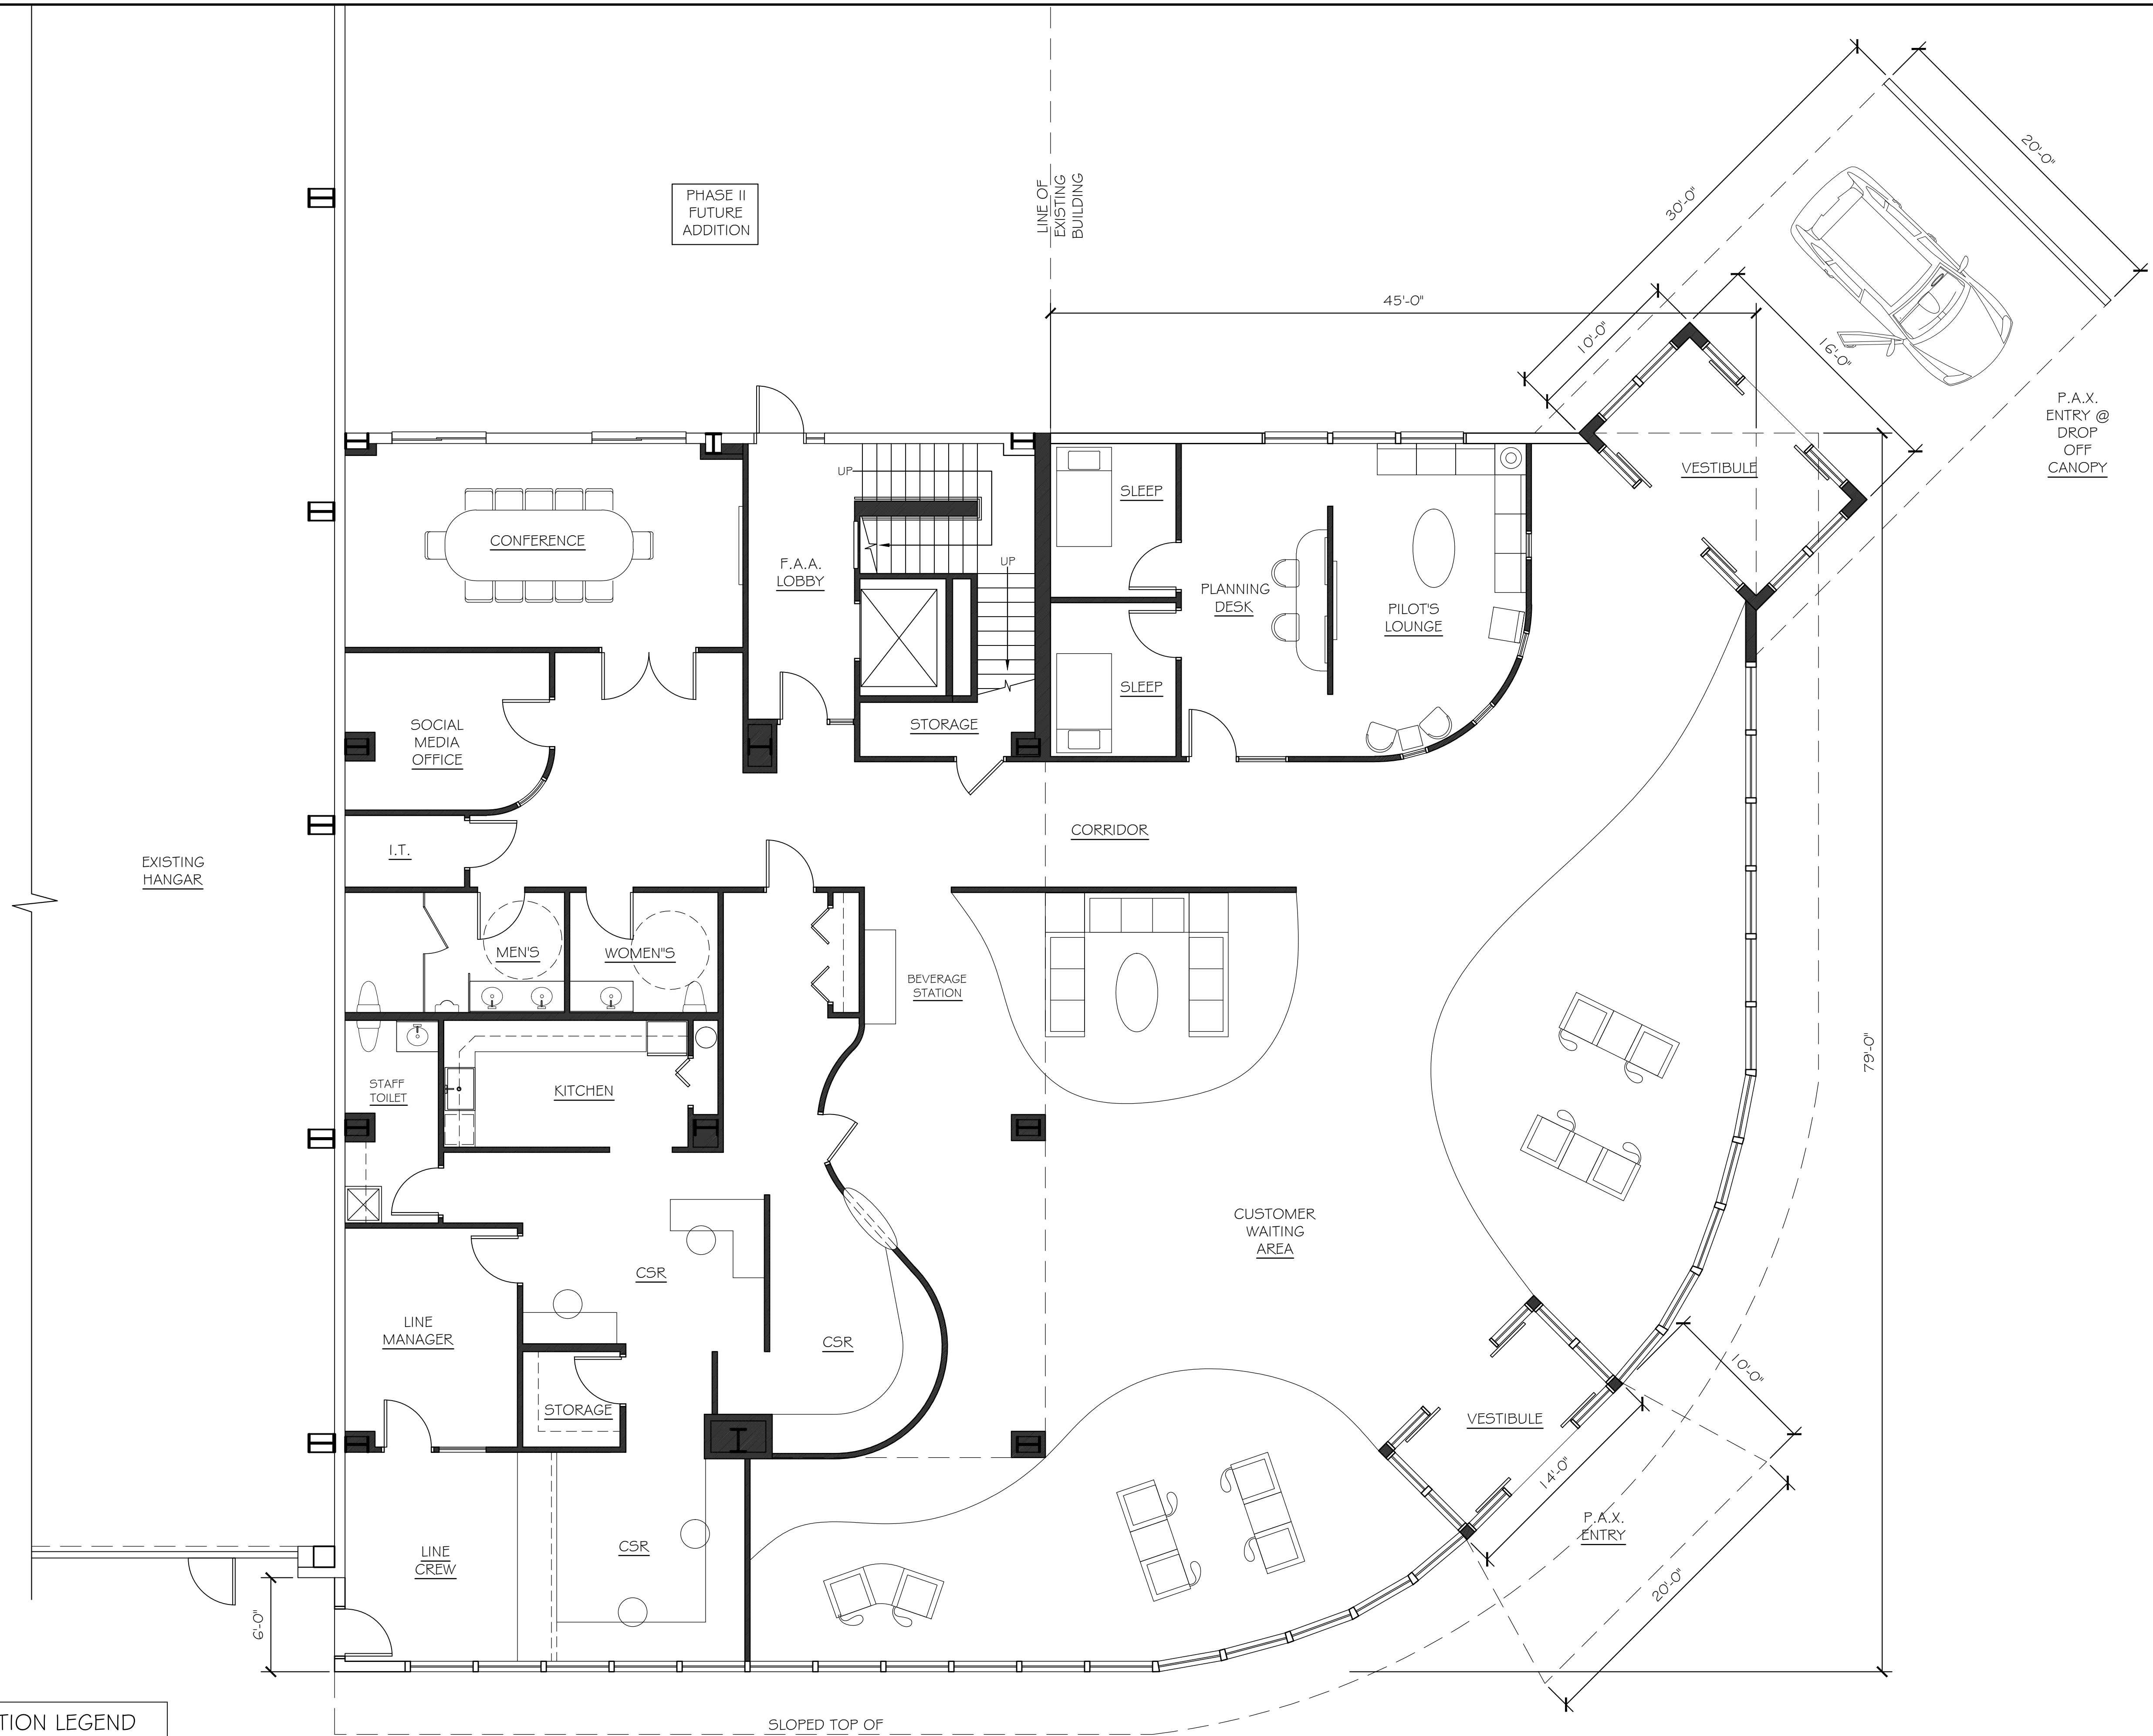 PHASE II
FUTURE
ADDITION
LINE OF
EXISTING
BUILDING
20'-0"
30'-0"
45'-0"
10'-0"
16'-0"
P.A.X.
ENTRY @
DROP
OFF
CANOPY
VESTIBULE
UP
SLEEP
CONFERENCE
F.A.A.
LOBBY
UP
PLANNING
DESK
PILOT'S
LOUNGE
SLEEP
SOCIAL
MEDIA
OFFICE
STORAGE
CORRIDOR
I.T.
EXISTING
HANGAR
MEN'S
WOMEN"S
BEVERAGE
STATION
79'-0"
STAFF
TOILET
KITCHEN
CUSTOMER
WAITING
AREA
CSR
LINE
MANAGER
CSR
10'-0"
STORAGE
VESTIBULE
14'-0"
P.A.X.
ENTRY
LINE
CREW
CSR
20'-0"
6'-0"
TION LEGEND
SLOPED TOP OF